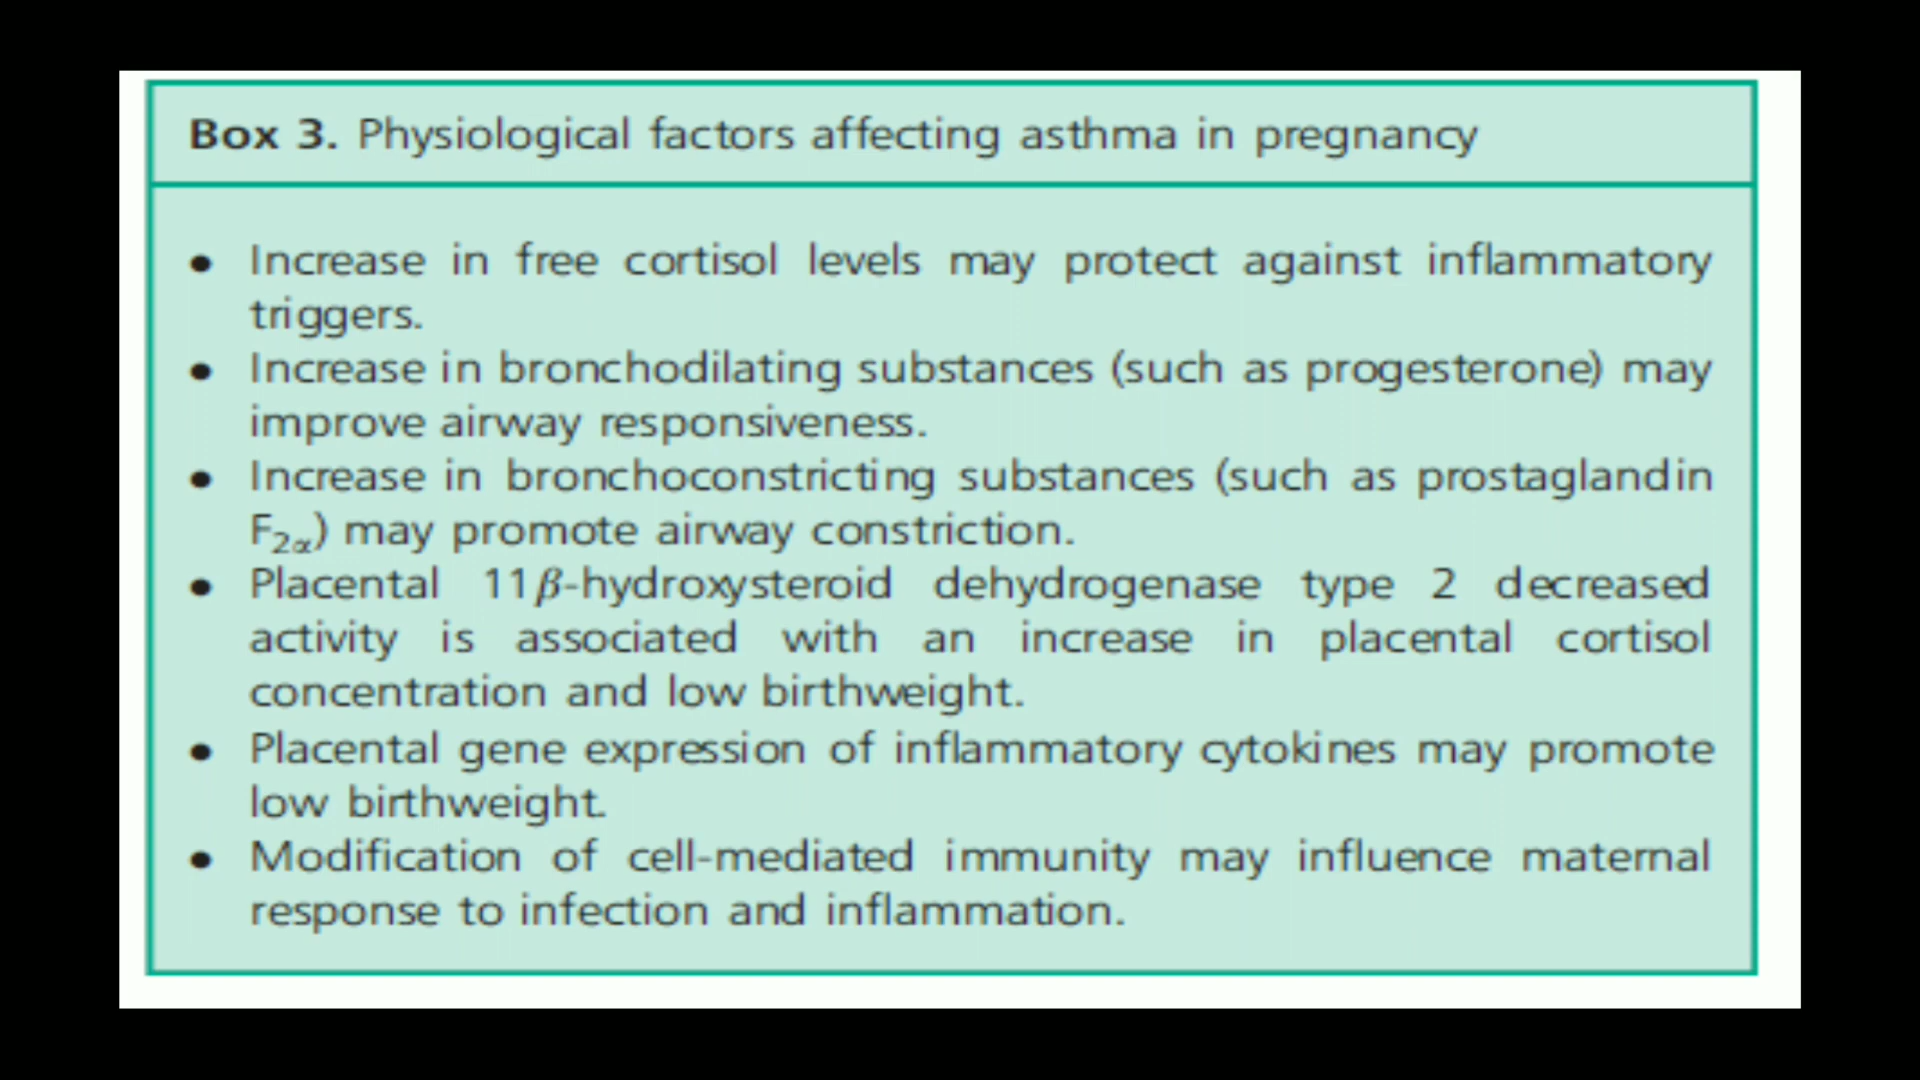 Box 3. Physiological factors affecting asthma in pregnancy
● Increase in free cortisol levels may protect against inflammatory
triggers.
● Increase in bronchodilating substances (such as progesterone) may
improve airway responsiveness.
● Increase in bronchoconstricting substances (such as prostaglandin
F₂α) may promote airway constriction.
● Placental 11β-hydroxysteroid dehydrogenase type 2 decreased
activity is associated with an increase in placental cortisol
concentration and low birthweight.
● Placental gene expression of inflammatory cytokines may promote
low birthweight.
● Modification of cell-mediated immunity may influence maternal
response to infection and inflammation.